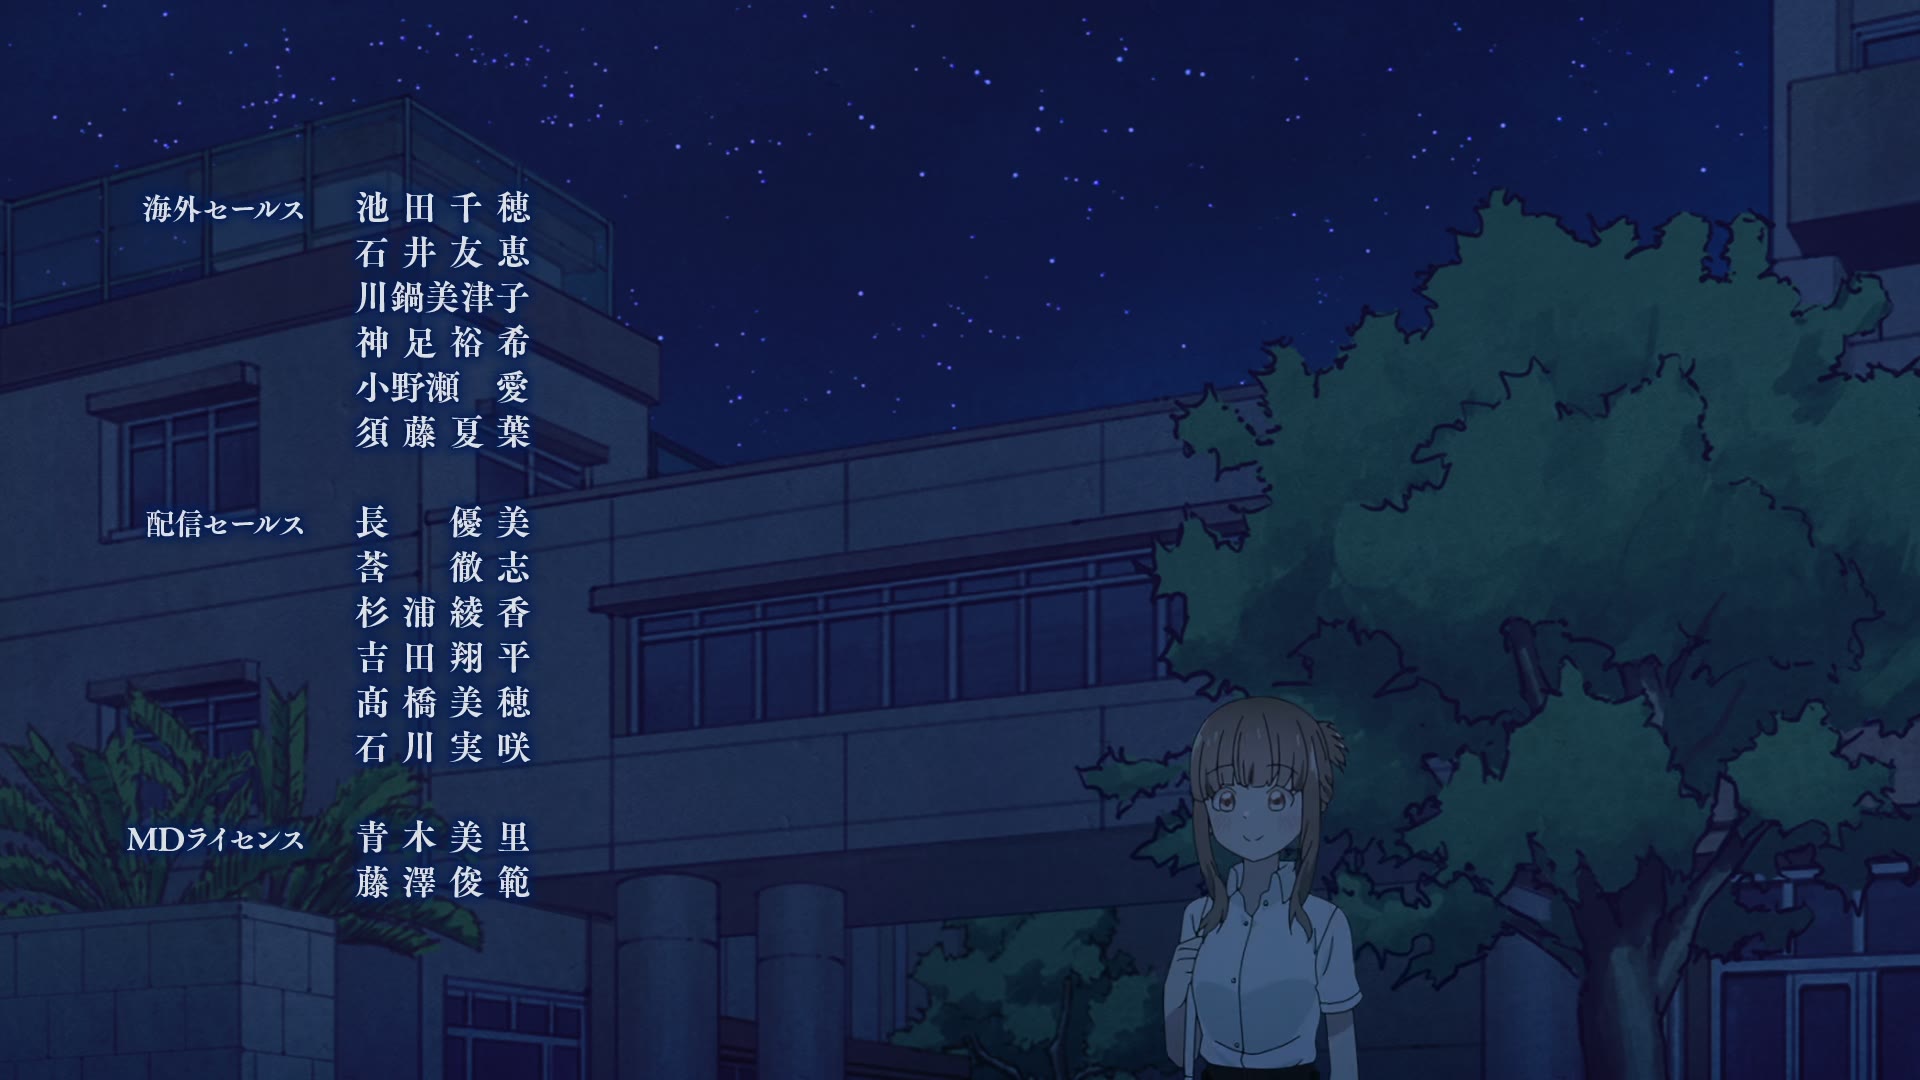 海外セールス 池田千穂
石井友恵
川鍋美津子
神足裕希
小野瀬 愛
須藤夏葉
配信セールス 長 優美
荅 徹志
杉浦綾香
吉田翔平
髙橋美穂
石川実咲
MDライセンス 青木美里
藤澤俊範